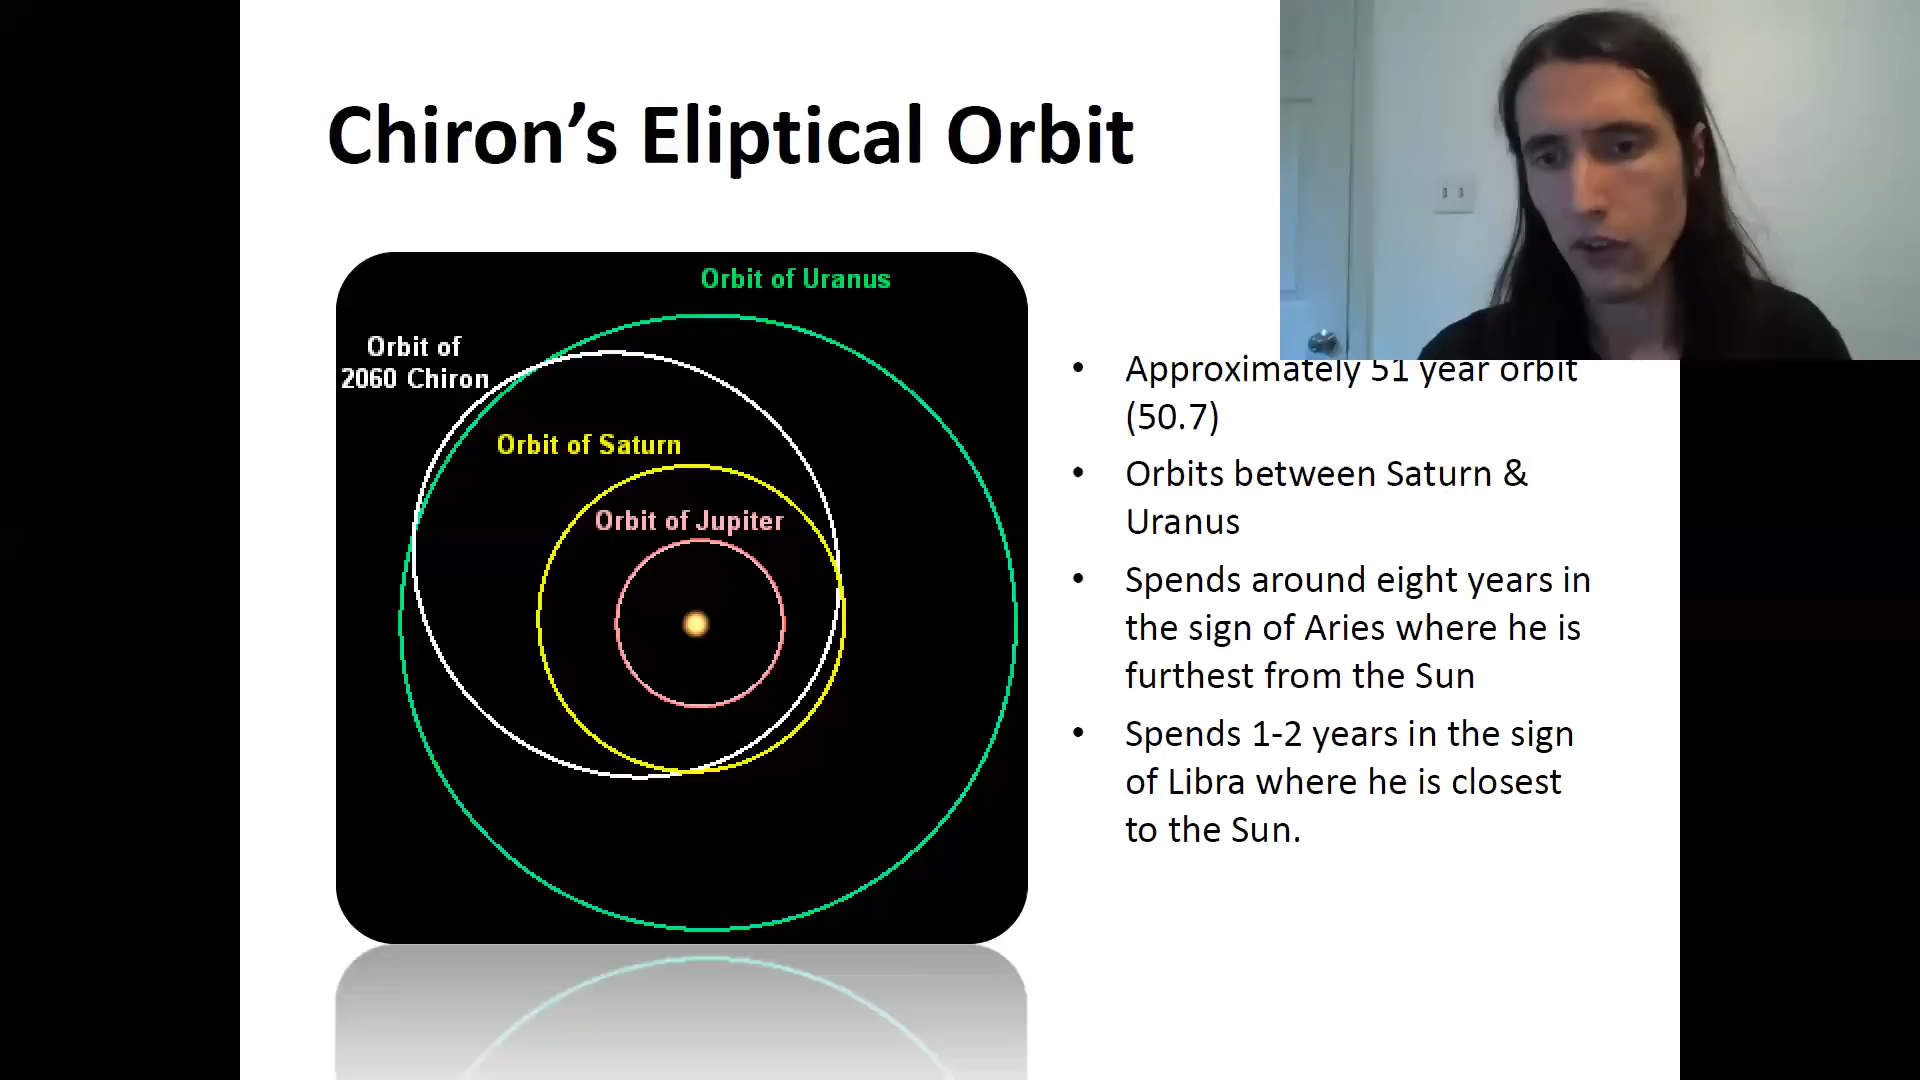 Chiron’s Eliptical Orbit
Orbit of Uranus
Orbit of
2060 Chiron
Orbit of Saturn
Orbit of Jupiter
• Approximately 51 year orbit
(50.7)
• Orbits between Saturn &
Uranus
• Spends around eight years in
the sign of Aries where he is
furthest from the Sun
• Spends 1-2 years in the sign
of Libra where he is closest
to the Sun.